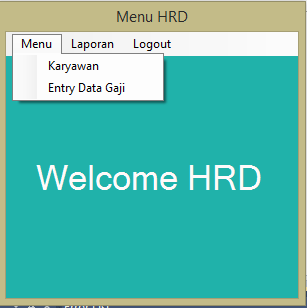 Menu HRD
Menu Laporan Logout
Karyawan
Entry Data Gaji
Welcome HRD